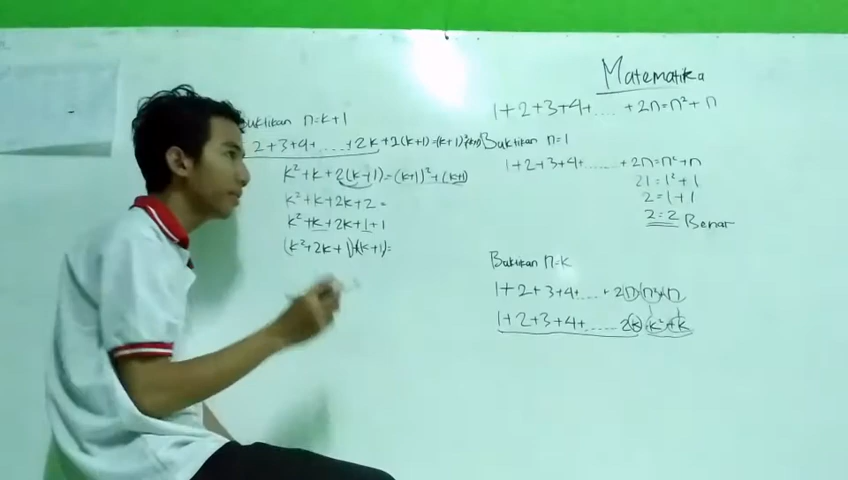 Matematika
1+2+3+4+.... +2n=n²+n
Buktikan n=1
1+2+3+4+........+2n=n²+n
21=1²+1
2=1+1
2=2 Benar
Buktikan n=k
1+2+3+4+.... +2n=n²+n
1+2+3+4+...... 2k=k²+k
Buktikan n=k+1
2+3+4+.....+2k+2(k+1)=(k+1)²+(k+1)
k²+k+2(k+1)=(k+1)²+(k+1)
k²+k+2k+2=
k²+k+2k+1+1
(k²+2k+1)+(k+1)=